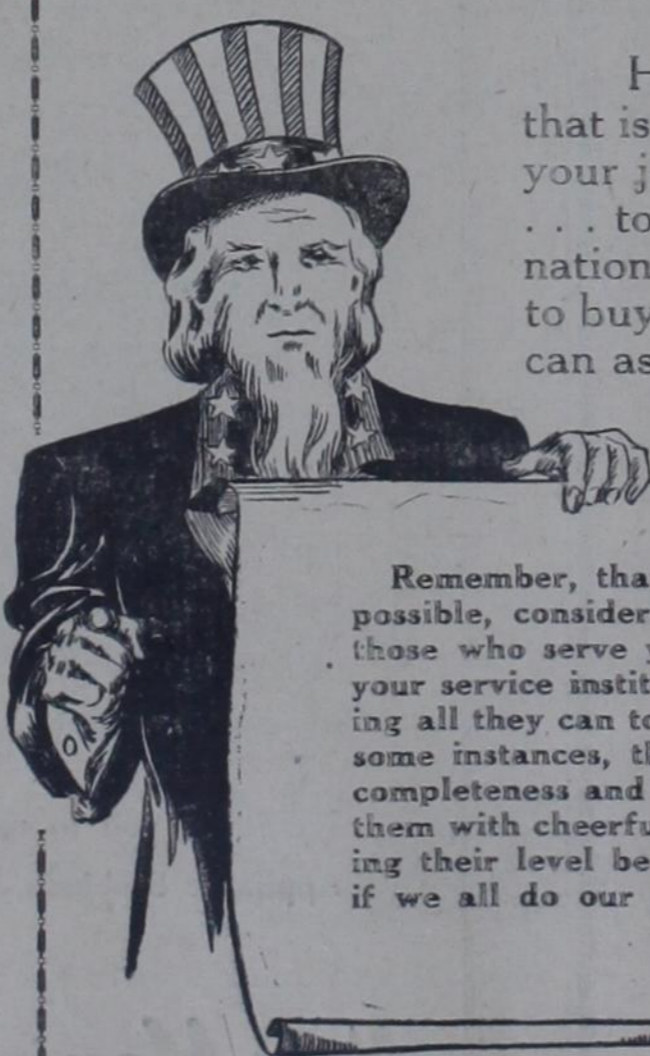 H
that is
your j
. . . to
nation
to buy
can as
Remember, tha
possible, consider
those who serve y
your service instit
ing all they can to
some instances, th
completeness and
them with cheerfu
ing their level be
if we all do our